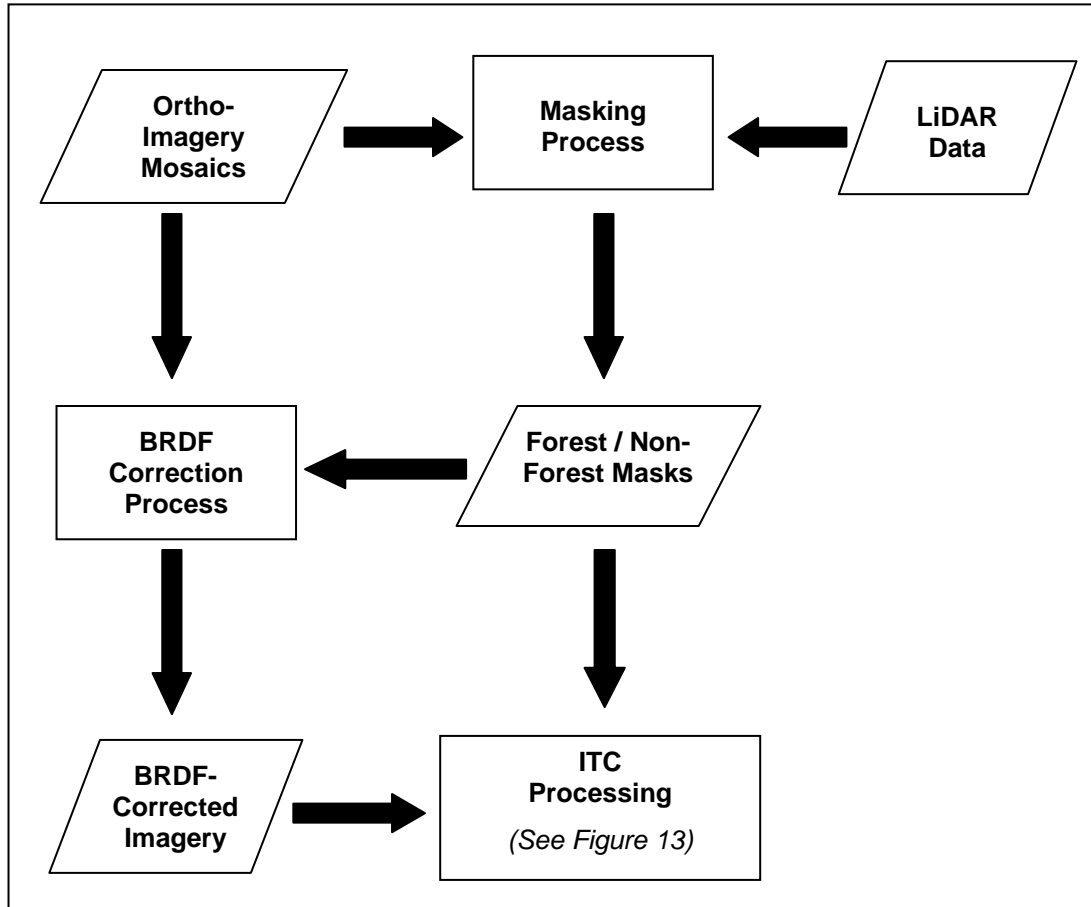 Ortho-
Imagery
Mosaics
Masking
Process
LiDAR
Data
BRDF
Correction
Process
Forest / Non-
Forest Masks
BRDF-
Corrected
Imagery
ITC
Processing
(See Figure 13)